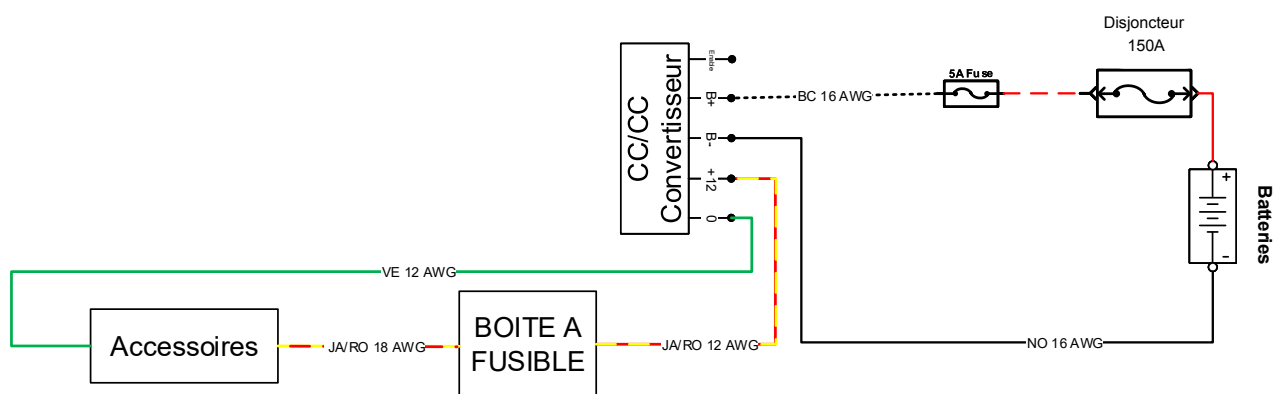 Disjoncteur
150A
Enable
5A Fuse
B+
BC 16 AWG
CC/CC
Convertisseur
B-
+12
0
+
-
Batteries
VE 12 AWG
Accessoires
JA/RO 18 AWG
BOITE A
FUSIBLE
JA/RO 12 AWG
NO 16 AWG